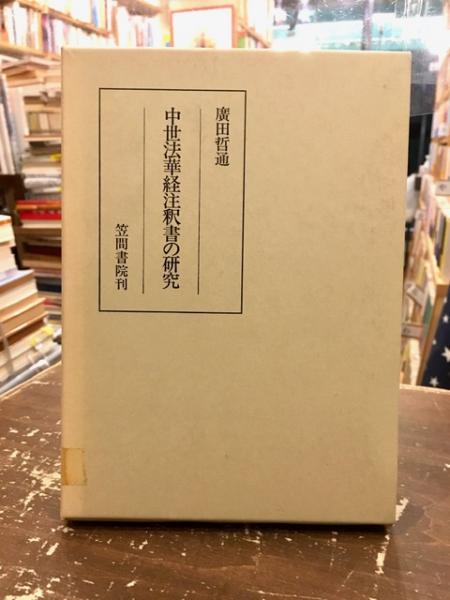 廣田哲通
中世法華経注釈書の研究
笠間書院刊